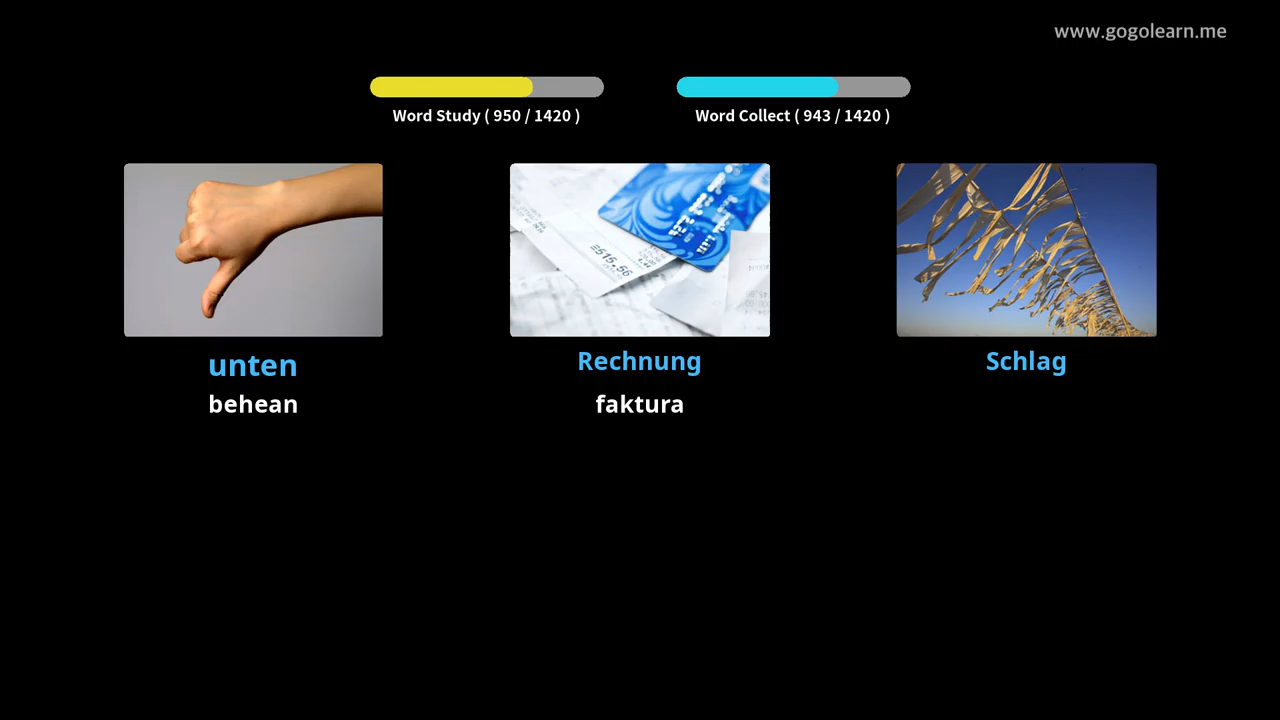 www.gogolearn.me
Word Study ( 950 / 1420 )
Word Collect ( 943 / 1420 )
unten
behean
Rechnung
faktura
Schlag